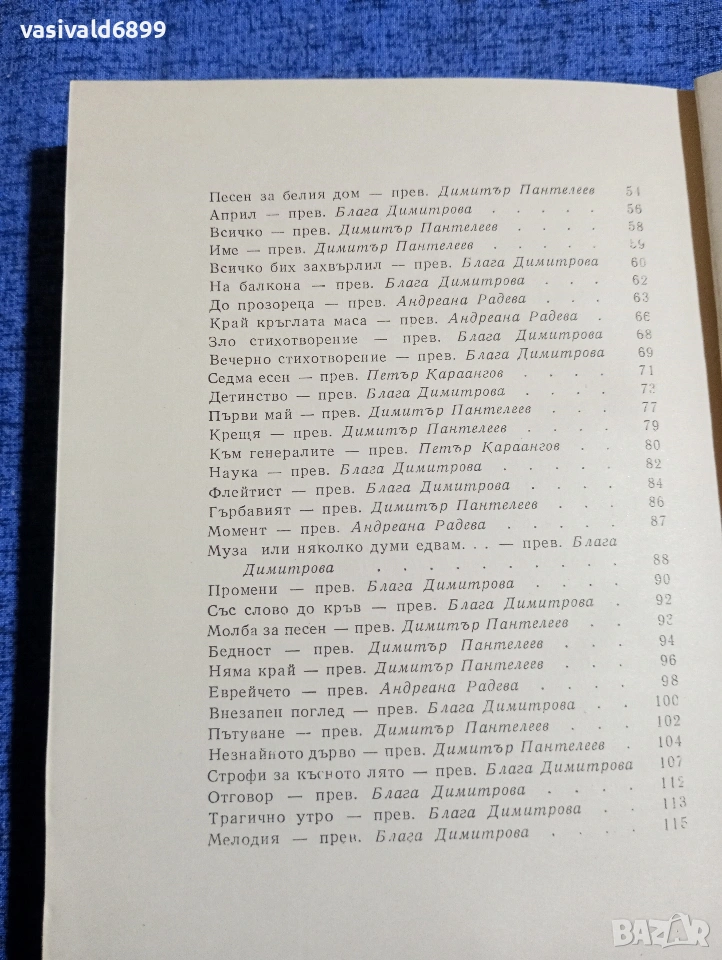 vasivald6899
Песен за белия дом — прев. Димитър Пантелеев 54
Април — прев. Блага Димитрова . . . . . 56
Всичко — прев. Димитър Пантелеев . . . . 58
Име — прев. Димитър Пантелеев . . . . . 59
Всичко бих захвърлил — прев. Блага Димитрова 60
На балкона — прев. Блага Димитрова . . . 62
До прозореца — прев. Андреана Радева . . . 63
Край кръглата маса — прев. Андреана Радева . 66
Зло стихотворение — прев. Блага Димитрова 68
Вечерно стихотворение — прев. Блага Димитрова 69
Седма есен — прев. Петър Караангов . . . . 71
Детинство — прев. Блага Димитрова . . . . 73
Първи май — прев. Димитър Пантелеев . . . 77
Крещя — прев. Димитър Пантелеев . . . . 79
Към генералите — прев. Петър Караангов . . 80
Наука — прев. Блага Димитрова . . . . . 82
Флейтист — прев. Блага Димитрова . . . . 84
Гърбавият — прев. Димитър Пантелеев . . . 86
Момент — прев. Андреана Радева . . . . . 87
Муза или няколко думи едвам. . . — прев. Блага
Димитрова . . . . . . . . . . 88
Промени — прев. Блага Димитрова . . . . 90
Със слово до кръв — прев. Блага Димитрова . 92
Молба за песен — прев. Димитър Пантелеев . . 93
Бедност — прев. Димитър Пантелеев . . . 94
Няма край — прев. Димитър Пантелеев . . . 96
Еврейчето — прев. Андреана Радева . . . . 98
Внезапен поглед — прев. Блага Димитрова . . 100
Пътуване — прев. Димитър Пантелеев . . . 102
Незнайното дърво — прев. Димитър Пантелеев . 104
Строфи за късното лято — прев. Блага Димитрова 107
Отговор — прев. Блага Димитрова . . . . 112
Трагично утро — прев. Блага Димитрова . . . 113
Мелодия — прев. Блага Димитрова . . . . 115
BAZAR